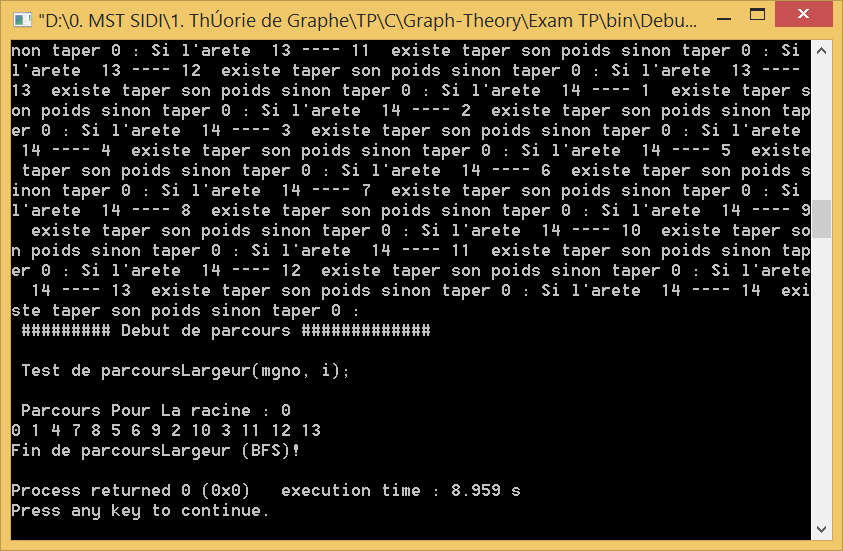 "D:\0. MST SIDI\1. ThÚorie de Graphe\TP\C\Graph-Theory\Exam TP\bin\Debu...
non taper 0 : Si l'arete  13 ---- 11  existe taper son poids sinon taper 0 : Si
l'arete  13 ---- 12  existe taper son poids sinon taper 0 : Si l'arete  13 ----
13  existe taper son poids sinon taper 0 : Si l'arete  14 ---- 1  existe taper s
on poids sinon taper 0 : Si l'arete  14 ---- 2  existe taper son poids sinon tap
er 0 : Si l'arete  14 ---- 3  existe taper son poids sinon taper 0 : Si l'arete
 14 ---- 4  existe taper son poids sinon taper 0 : Si l'arete  14 ---- 5  existe
 taper son poids sinon taper 0 : Si l'arete  14 ---- 6  existe taper son poids s
inon taper 0 : Si l'arete  14 ---- 7  existe taper son poids sinon taper 0 : Si
l'arete  14 ---- 8  existe taper son poids sinon taper 0 : Si l'arete  14 ---- 9
  existe taper son poids sinon taper 0 : Si l'arete  14 ---- 10  existe taper so
n poids sinon taper 0 : Si l'arete  14 ---- 11  existe taper son poids sinon tap
er 0 : Si l'arete  14 ---- 12  existe taper son poids sinon taper 0 : Si l'arete
  14 ---- 13  existe taper son poids sinon taper 0 : Si l'arete  14 ---- 14  exi
ste taper son poids sinon taper 0 :
 ######### Debut de parcours #############
 Test de parcoursLargeur(mgno, i);
 Parcours Pour La racine : 0
0 1 4 7 8 5 6 9 2 10 3 11 12 13
Fin de parcoursLargeur (BFS)!
Process returned 0 (0x0)   execution time : 8.959 s
Press any key to continue.